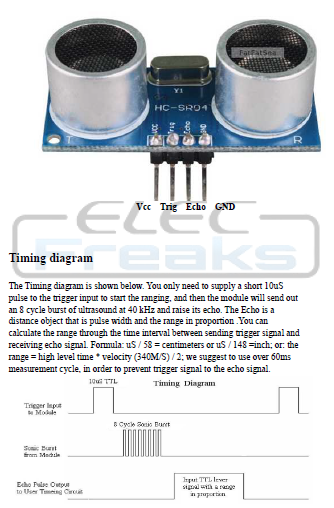 FatFatSee
Y1
HC-SR04
T
Vcc
Trig
Echo
GND
R
Vcc Trig Echo GND
ELEC
Freaks
Timing diagram
The Timing diagram is shown below. You only need to supply a short 10uS
pulse to the trigger input to start the ranging, and then the module will send out
an 8 cycle burst of ultrasound at 40 kHz and raise its echo. The Echo is a
distance object that is pulse width and the range in proportion .You can
calculate the range through the time interval between sending trigger signal and
receiving echo signal. Formula: uS / 58 = centimeters or uS / 148 =inch; or: the
range = high level time * velocity (340M/S) / 2; we suggest to use over 60ms
measurement cycle, in order to prevent trigger signal to the echo signal.
10uS TTL
Timing Diagram
Trigger Input
to Module
8 Cycle Sonic Burst
Sonic Burst
from Module
Echo Pulse Output
to User Timeing Circuit
Input TTL lever
signal with a range
in proportion